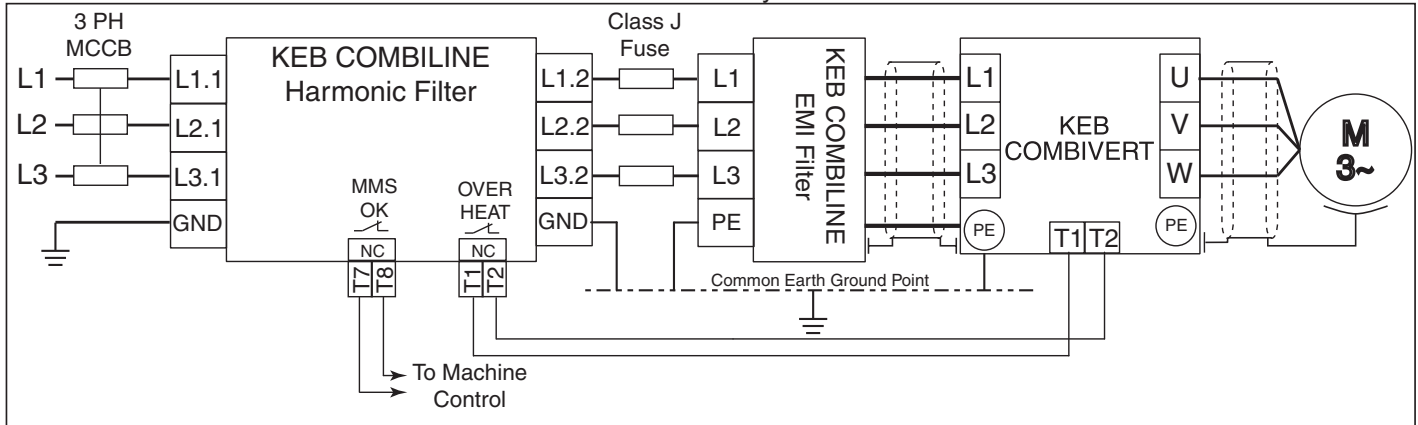 3 PH
MCCB
L1
L2
L3
L1.1
L2.1
L3.1
GND
KEB COMBILINE
Harmonic Filter
MMS
OK
NC
T7
T8
OVER
HEAT
NC
T1
T2
L1.2
L2.2
L3.2
GND
Class J
Fuse
L1
L2
L3
PE
KEB COMBILINE
EMI Filter
L1
L2
L3
PE
KEB
COMBIVERT
T1
T2
U
V
W
PE
M
3~
Common Earth Ground Point
To Machine
Control